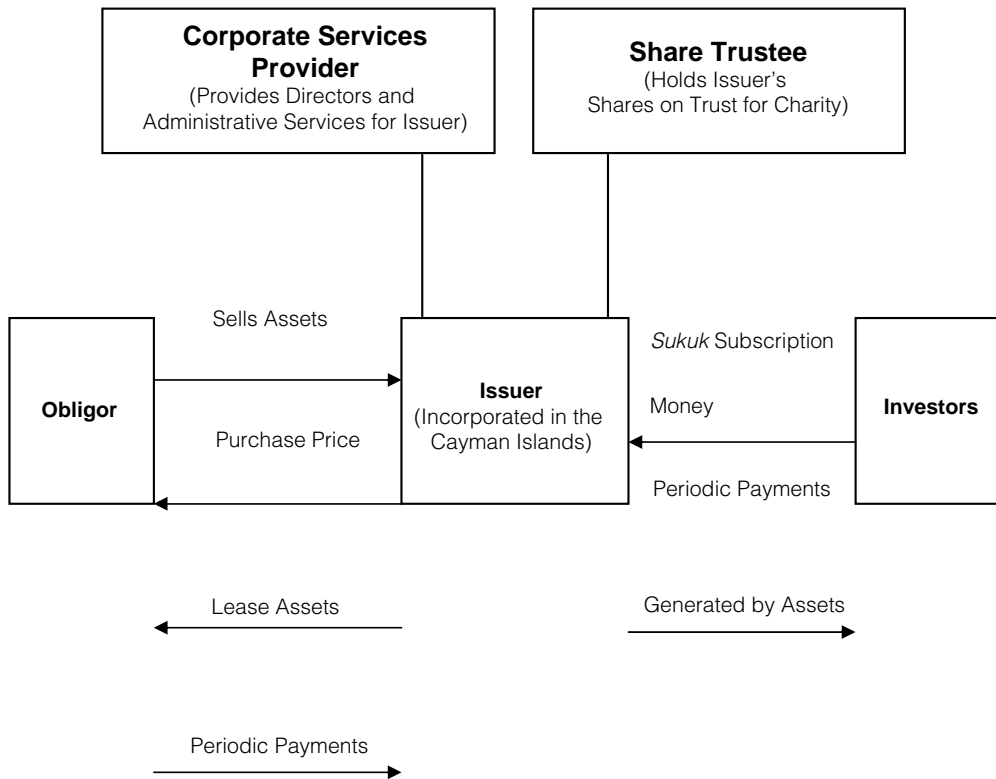 Corporate Services
Provider
(Provides Directors and
Administrative Services for Issuer)
Share Trustee
(Holds Issuer’s
Shares on Trust for Charity)
Sells Assets
Sukuk Subscription
Obligor
Issuer
(Incorporated in the
Cayman Islands)
Money
Investors
Purchase Price
Periodic Payments
Lease Assets
Generated by Assets
Periodic Payments